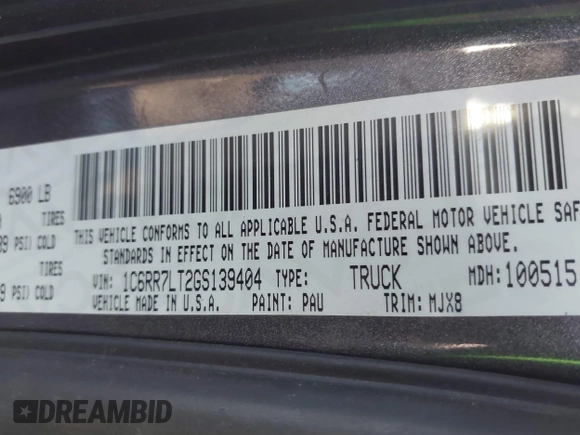 6900 LB
TIRES
PSI) COLD
TIRES
PSI) COLD
THIS VEHICLE CONFORMS TO ALL APPLICABLE U.S.A. FEDERAL MOTOR VEHICLE SAF
STANDARDS IN EFFECT ON THE DATE OF MANUFACTURE SHOWN ABOVE.
VIN: 1C6RR7LT2GS139404 TYPE: TRUCK MDH:100515
VEHICLE MADE IN U.S.A. PAINT: PAU TRIM: MJX8
DREAMBID